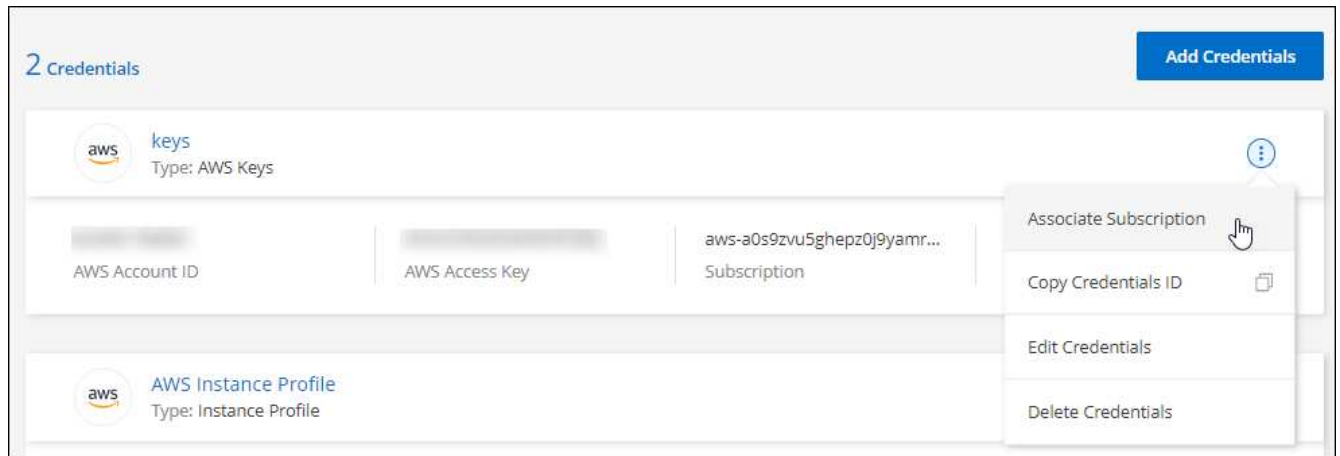 2 Credentials
Add Credentials
aws
keys
Type: AWS Keys
Associate Subscription
aws-a0s9zvu5ghepz0j9yamr...
AWS Account ID
AWS Access Key
Subscription
Copy Credentials ID
Edit Credentials
aws
AWS Instance Profile
Type: Instance Profile
Delete Credentials